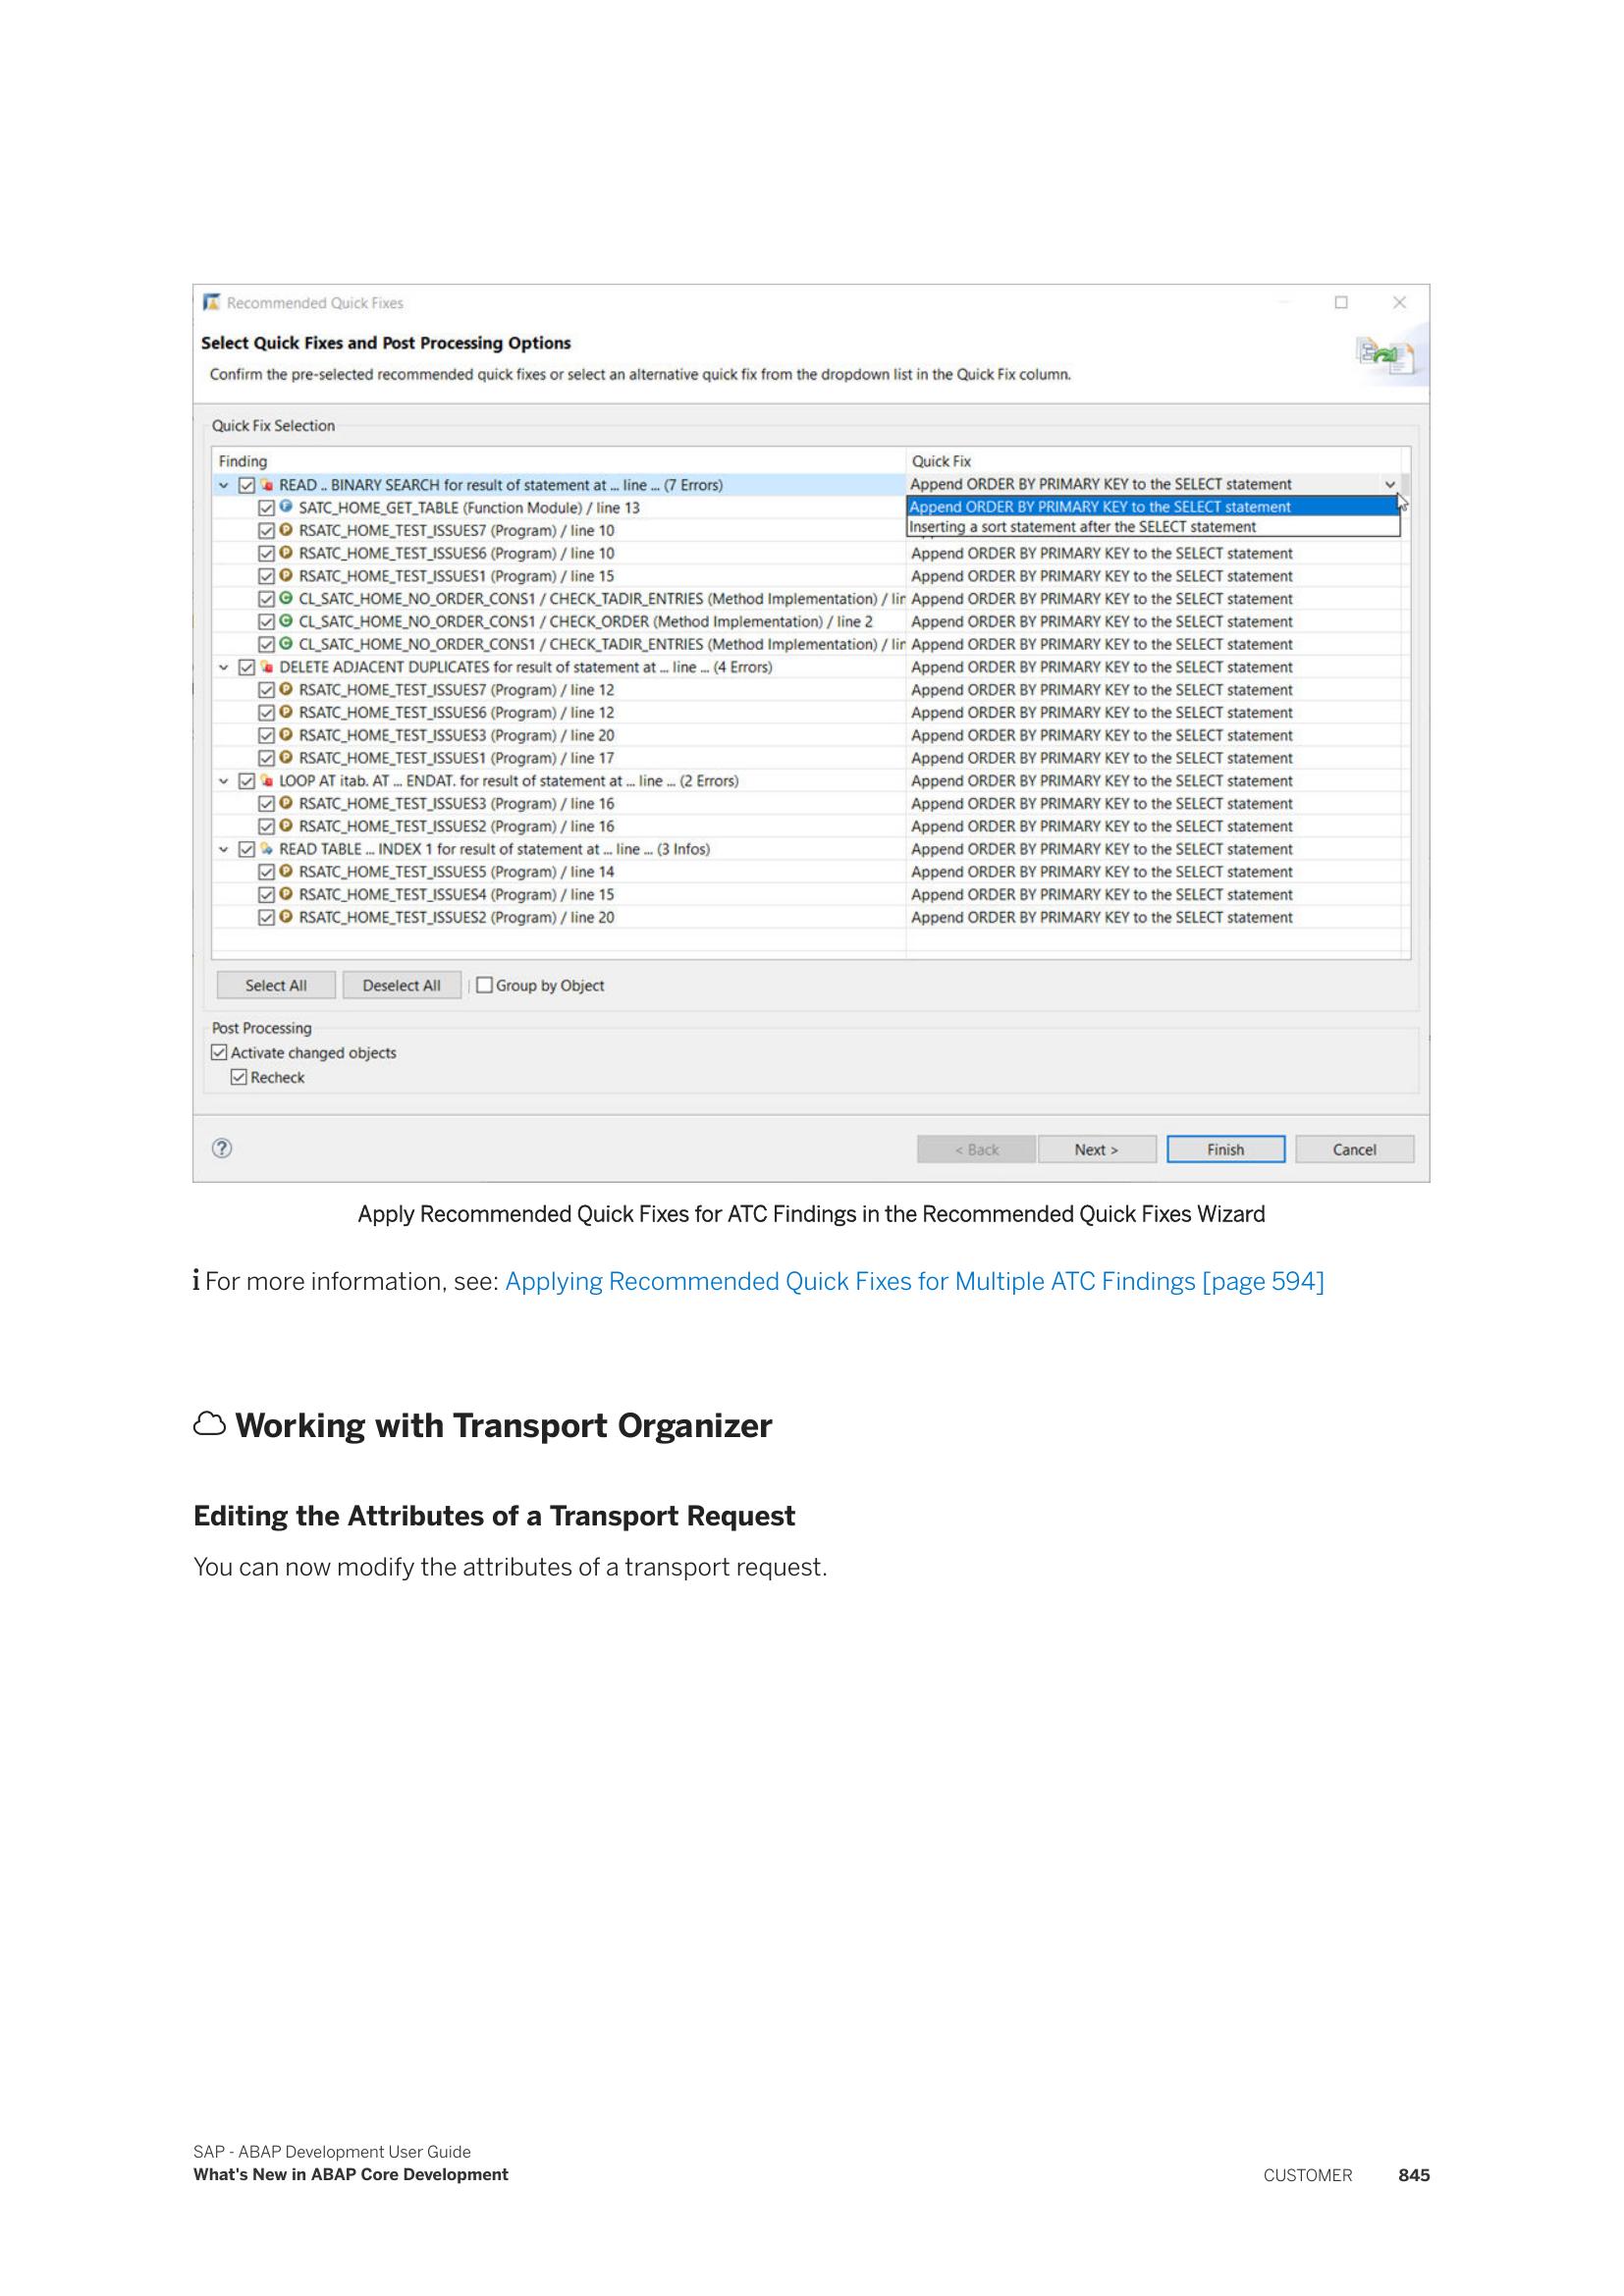 Recommended Quick Fixes
Select Quick Fixes and Post Processing Options
Confirm the pre-selected recommended quick fixes or select an alternative quick fix from the dropdown list in the Quick Fix column.
Quick Fix Selection
Finding Quick Fix
READ .. BINARY SEARCH for result of statement at ... line ... (7 Errors) Append ORDER BY PRIMARY KEY to the SELECT statement
SATC_HOME_GET_TABLE (Function Module) / line 13 Append ORDER BY PRIMARY KEY to the SELECT statement
RSATC_HOME_TEST_ISSUES7 (Program) / line 10 Inserting a sort statement after the SELECT statement
RSATC_HOME_TEST_ISSUES6 (Program) / line 10 Append ORDER BY PRIMARY KEY to the SELECT statement
RSATC_HOME_TEST_ISSUES1 (Program) / line 15 Append ORDER BY PRIMARY KEY to the SELECT statement
CL_SATC_HOME_NO_ORDER_CONS1 / CHECK_TADIR_ENTRIES (Method Implementation) / lin Append ORDER BY PRIMARY KEY to the SELECT statement
CL_SATC_HOME_NO_ORDER_CONS1 / CHECK_ORDER (Method Implementation) / line 2 Append ORDER BY PRIMARY KEY to the SELECT statement
CL_SATC_HOME_NO_ORDER_CONS1 / CHECK_TADIR_ENTRIES (Method Implementation) / lin Append ORDER BY PRIMARY KEY to the SELECT statement
DELETE ADJACENT DUPLICATES for result of statement at ... line ... (4 Errors) Append ORDER BY PRIMARY KEY to the SELECT statement
RSATC_HOME_TEST_ISSUES7 (Program) / line 12 Append ORDER BY PRIMARY KEY to the SELECT statement
RSATC_HOME_TEST_ISSUES6 (Program) / line 12 Append ORDER BY PRIMARY KEY to the SELECT statement
RSATC_HOME_TEST_ISSUES3 (Program) / line 20 Append ORDER BY PRIMARY KEY to the SELECT statement
RSATC_HOME_TEST_ISSUES1 (Program) / line 17 Append ORDER BY PRIMARY KEY to the SELECT statement
LOOP AT itab. AT ... ENDAT. for result of statement at ... line ... (2 Errors) Append ORDER BY PRIMARY KEY to the SELECT statement
RSATC_HOME_TEST_ISSUES3 (Program) / line 16 Append ORDER BY PRIMARY KEY to the SELECT statement
RSATC_HOME_TEST_ISSUES2 (Program) / line 16 Append ORDER BY PRIMARY KEY to the SELECT statement
READ TABLE ... INDEX 1 for result of statement at ... line ... (3 Infos) Append ORDER BY PRIMARY KEY to the SELECT statement
RSATC_HOME_TEST_ISSUES5 (Program) / line 14 Append ORDER BY PRIMARY KEY to the SELECT statement
RSATC_HOME_TEST_ISSUES4 (Program) / line 15 Append ORDER BY PRIMARY KEY to the SELECT statement
RSATC_HOME_TEST_ISSUES2 (Program) / line 20 Append ORDER BY PRIMARY KEY to the SELECT statement
Select All Deselect All Group by Object
Post Processing
Activate changed objects
Recheck
? < Back Next > Finish Cancel
Apply Recommended Quick Fixes for ATC Findings in the Recommended Quick Fixes Wizard
i For more information, see: Applying Recommended Quick Fixes for Multiple ATC Findings [page 594]
Working with Transport Organizer
Editing the Attributes of a Transport Request
You can now modify the attributes of a transport request.
SAP - ABAP Development User Guide
What's New in ABAP Core Development CUSTOMER 845